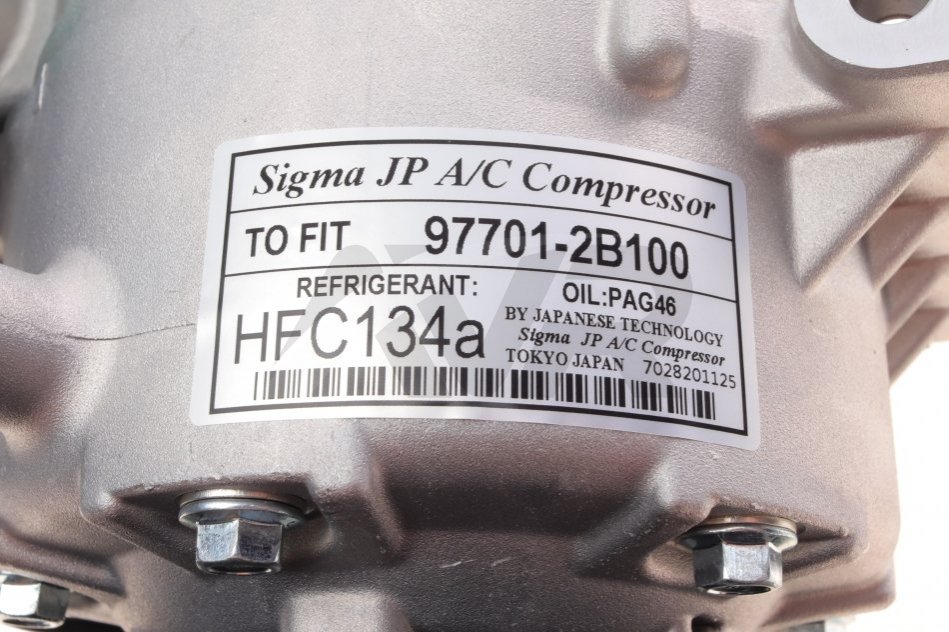 Sigma JP A/C Compressor
TO FIT 97701-2B100
REFRIGERANT:
HFC134a
OIL:PAG46
BY JAPANESE TECHNOLOGY
Sigma JP A/C Compressor
TOKYO JAPAN 7028201125